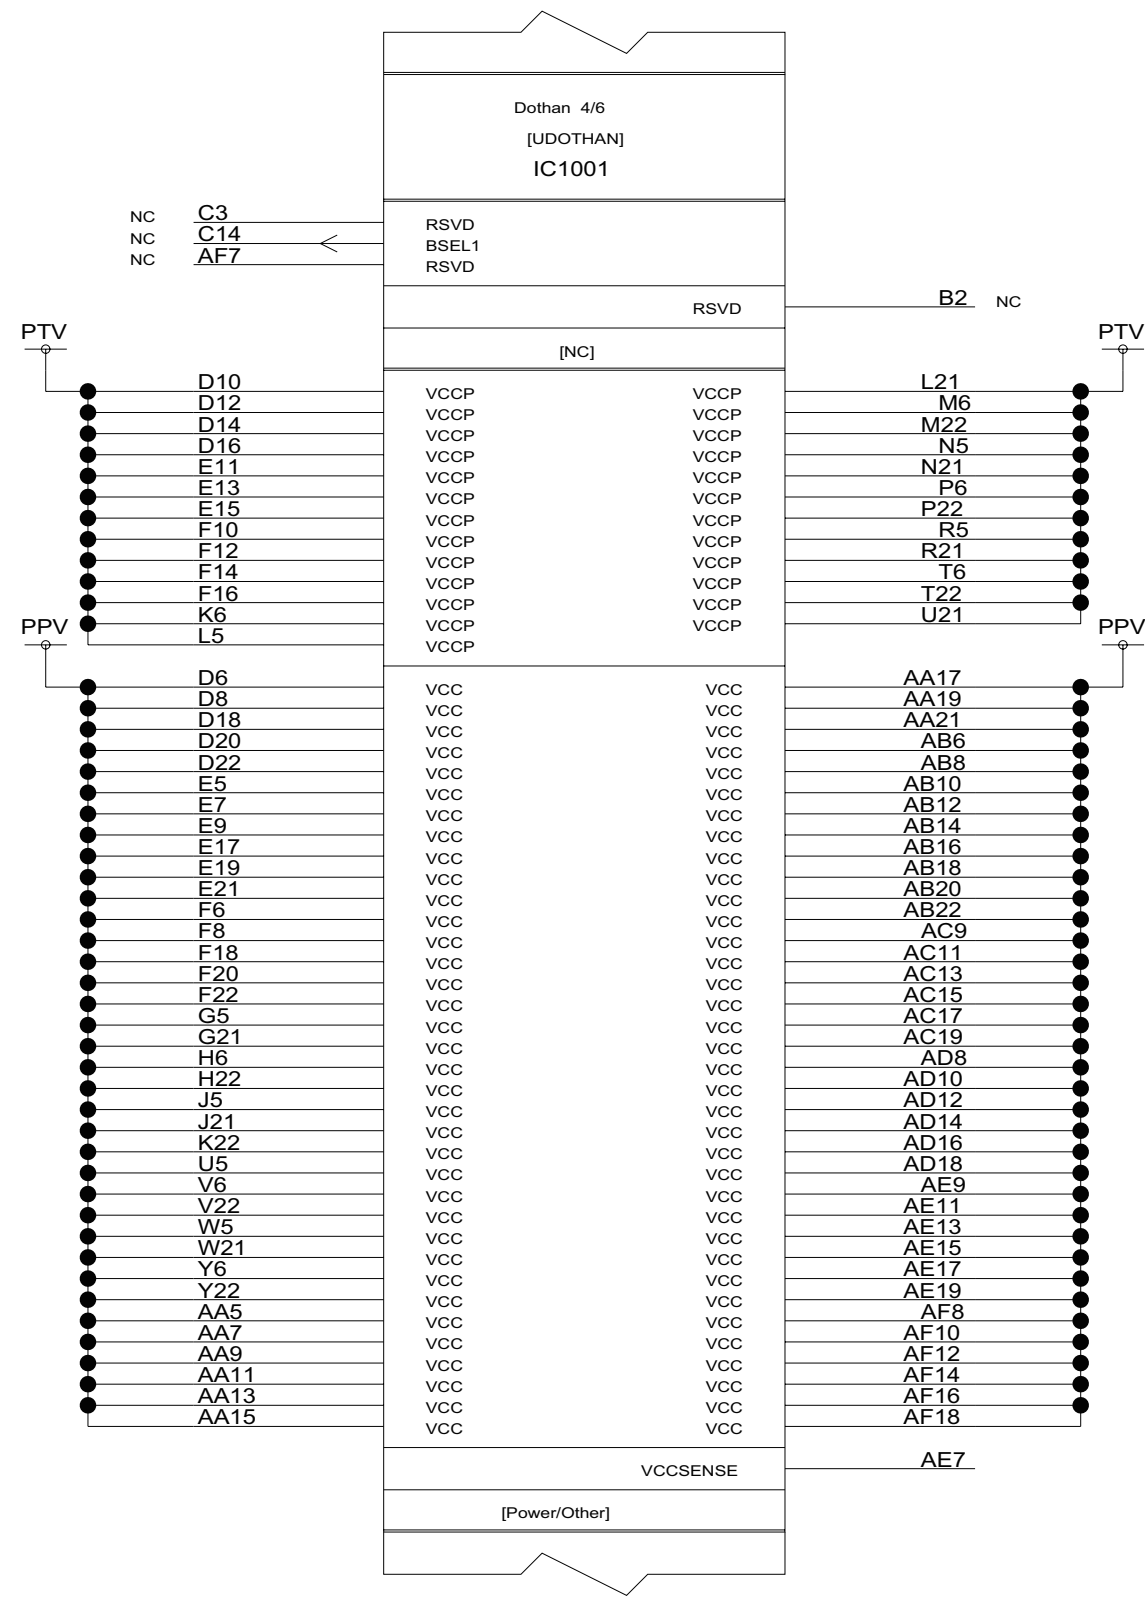 Dothan 4/6
[UDOTHAN]
IC1001
NC C3 RSVD
NC C14 BSEL1
NC AF7 RSVD
RSVD B2 NC
PTV PTV
[NC]
D10 VCCP VCCP L21
D12 VCCP VCCP M6
D14 VCCP VCCP M22
D16 VCCP VCCP N5
E11 VCCP VCCP N21
E13 VCCP VCCP P6
E15 VCCP VCCP P22
F10 VCCP VCCP R5
F12 VCCP VCCP R21
F14 VCCP VCCP T6
F16 VCCP VCCP T22
K6 VCCP VCCP U21
PPV PPV
L5 VCCP
D6 VCC VCC AA17
D8 VCC VCC AA19
D18 VCC VCC AA21
D20 VCC VCC AB6
D22 VCC VCC AB8
E5 VCC VCC AB10
E7 VCC VCC AB12
E9 VCC VCC AB14
E17 VCC VCC AB16
E19 VCC VCC AB18
E21 VCC VCC AB20
F6 VCC VCC AB22
F8 VCC VCC AC9
F18 VCC VCC AC11
F20 VCC VCC AC13
F22 VCC VCC AC15
G5 VCC VCC AC17
G21 VCC VCC AC19
H6 VCC VCC AD8
H22 VCC VCC AD10
J5 VCC VCC AD12
J21 VCC VCC AD14
K22 VCC VCC AD16
U5 VCC VCC AD18
V6 VCC VCC AE9
V22 VCC VCC AE11
W5 VCC VCC AE13
W21 VCC VCC AE15
Y6 VCC VCC AE17
Y22 VCC VCC AE19
AA5 VCC VCC AF8
AA7 VCC VCC AF10
AA9 VCC VCC AF12
AA11 VCC VCC AF14
AA13 VCC VCC AF16
AA15 VCC VCC AF18
VCCSENSE AE7
[Power/Other]